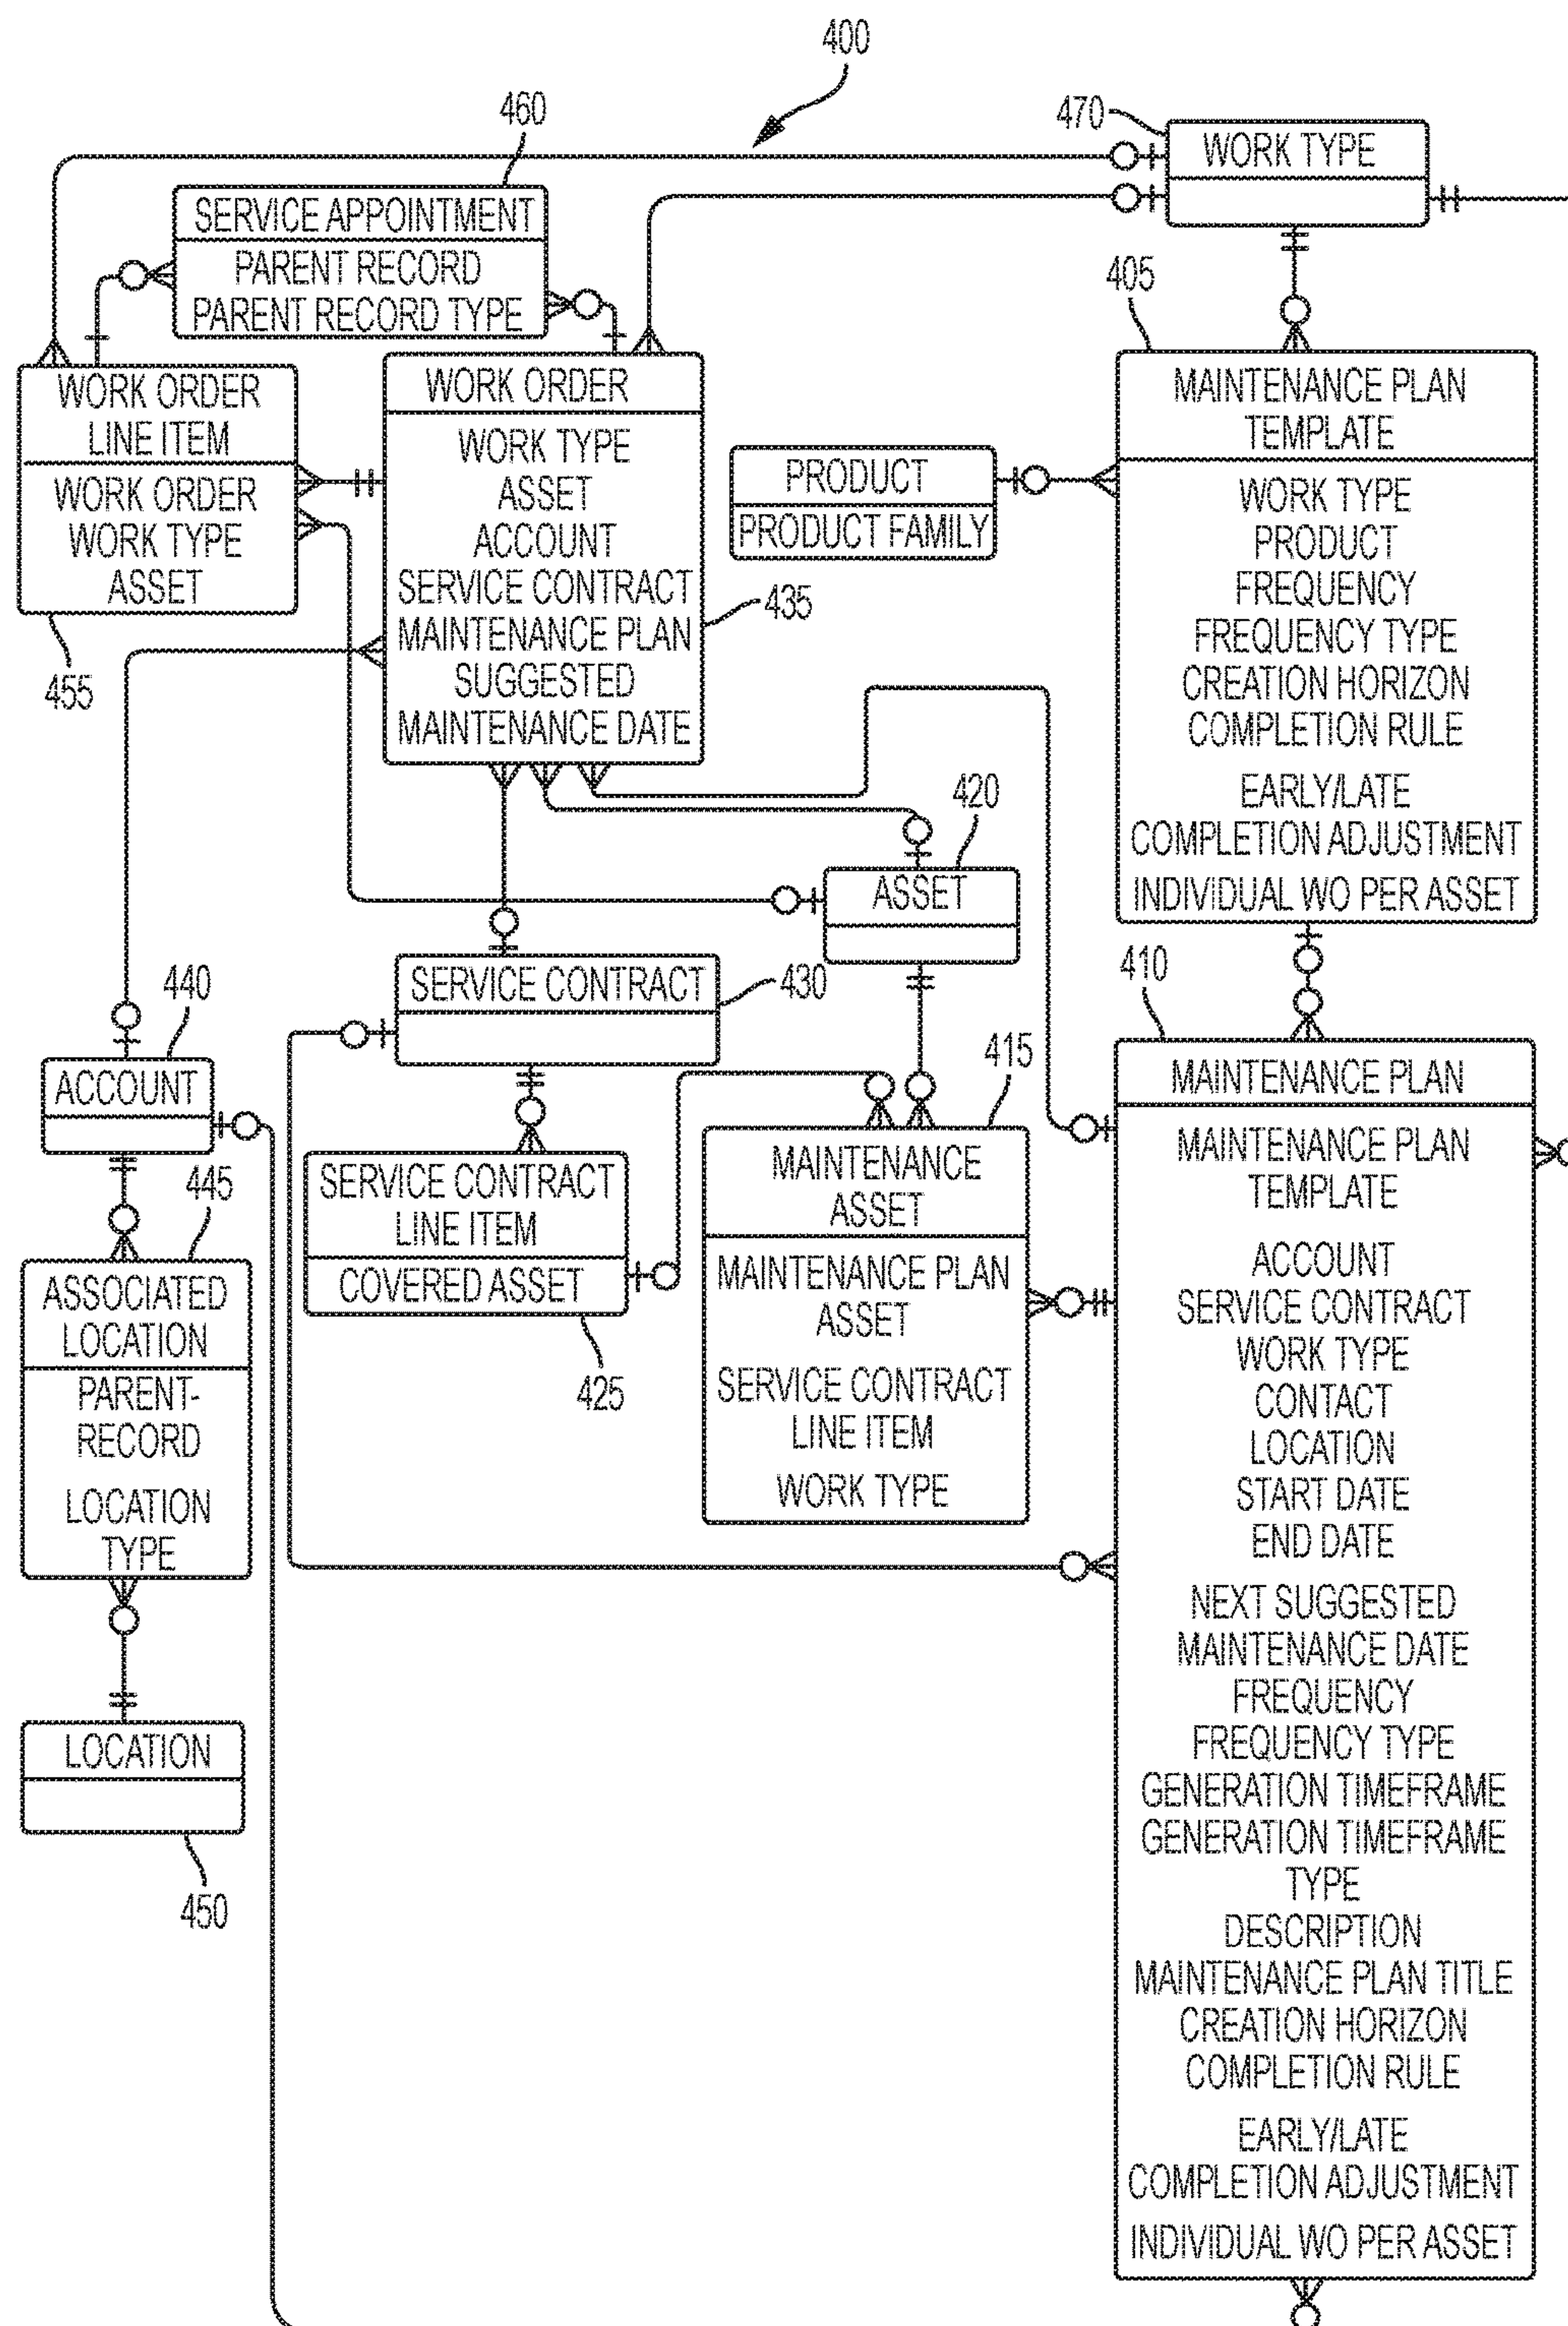 400
460
470
WORK TYPE
SERVICE APPOINTMENT
PARENT RECORD
PARENT RECORD TYPE
405
WORK ORDER
LINE ITEM
WORK ORDER
WORK TYPE
ASSET
455
WORK ORDER
WORK TYPE
ASSET
ACCOUNT
SERVICE CONTRACT
MAINTENANCE PLAN
SUGGESTED
MAINTENANCE DATE
435
PRODUCT
PRODUCT FAMILY
MAINTENANCE PLAN
TEMPLATE
WORK TYPE
PRODUCT
FREQUENCY
FREQUENCY TYPE
CREATION HORIZON
COMPLETION RULE
EARLY/LATE
COMPLETION ADJUSTMENT
INDIVIDUAL WO PER ASSET
420
ASSET
440
ACCOUNT
SERVICE CONTRACT
430
410
415
445
ASSOCIATED
LOCATION
PARENT-
RECORD
LOCATION
TYPE
SERVICE CONTRACT
LINE ITEM
COVERED ASSET
425
MAINTENANCE
ASSET
MAINTENANCE PLAN
ASSET
SERVICE CONTRACT
LINE ITEM
WORK TYPE
MAINTENANCE PLAN
MAINTENANCE PLAN
TEMPLATE
ACCOUNT
SERVICE CONTRACT
WORK TYPE
CONTACT
LOCATION
START DATE
END DATE
NEXT SUGGESTED
MAINTENANCE DATE
FREQUENCY
FREQUENCY TYPE
GENERATION TIMEFRAME
GENERATION TIMEFRAME
TYPE
DESCRIPTION
MAINTENANCE PLAN TITLE
CREATION HORIZON
COMPLETION RULE
EARLY/LATE
COMPLETION ADJUSTMENT
INDIVIDUAL WO PER ASSET
LOCATION
450